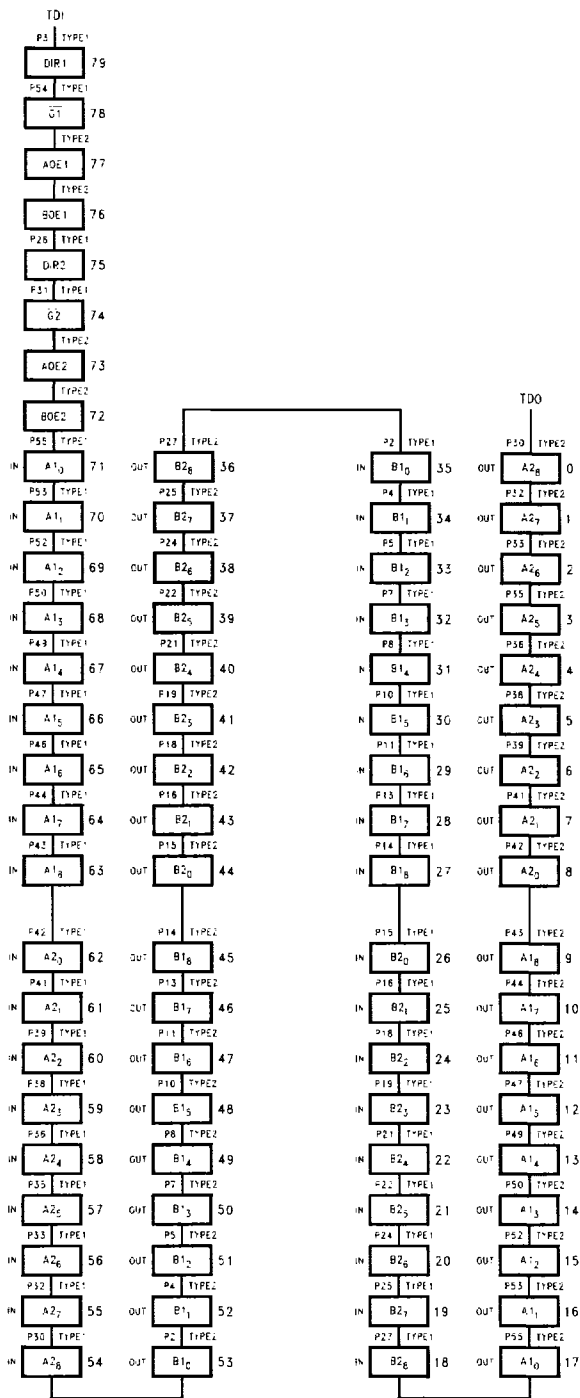 TDI
P3 TYPE1
DIR1 79
P54 TYPE1
G1 78
TYPE2
AOE1 77
TYPE2
BOE1 76
P26 TYPE1
DIR2 75
P31 TYPE1
G2 74
TYPE2
AOE2 73
TYPE2
BOE2 72
P55 TYPE1
IN A1₀ 71
P53 TYPE1
IN A1₁ 70
P52 TYPE1
IN A1₂ 69
P50 TYPE1
IN A1₃ 68
P49 TYPE1
IN A1₄ 67
P47 TYPE1
IN A1₅ 66
P46 TYPE1
IN A1₆ 65
P44 TYPE1
IN A1₇ 64
P43 TYPE1
IN A1₈ 63
P42 TYPE1
IN A2₀ 62
P41 TYPE1
IN A2₁ 61
P39 TYPE1
IN A2₂ 60
P38 TYPE1
IN A2₃ 59
P36 TYPE1
IN A2₄ 58
P35 TYPE1
IN A2₅ 57
P33 TYPE1
IN A2₆ 56
P32 TYPE1
IN A2₇ 55
P30 TYPE1
IN A2₈ 54
P27 TYPE2
OUT B2₈ 36
P25 TYPE2
OUT B2₇ 37
P24 TYPE2
OUT B2₆ 38
P22 TYPE2
OUT B2₅ 39
P21 TYPE2
OUT B2₄ 40
P19 TYPE2
OUT B2₃ 41
P18 TYPE2
OUT B2₂ 42
P16 TYPE2
OUT B2₁ 43
P15 TYPE2
OUT B2₀ 44
P14 TYPE2
OUT B1₈ 45
P13 TYPE2
OUT B1₇ 46
P11 TYPE2
OUT B1₆ 47
P10 TYPE2
OUT B1₅ 48
P8 TYPE2
OUT B1₄ 49
P7 TYPE2
OUT B1₃ 50
P5 TYPE2
OUT B1₂ 51
P4 TYPE2
OUT B1₁ 52
P2 TYPE2
OUT B1₀ 53
P2 TYPE1
IN B1₀ 35
P4 TYPE1
IN B1₁ 34
P5 TYPE1
IN B1₂ 33
P7 TYPE1
IN B1₃ 32
P8 TYPE1
IN B1₄ 31
P10 TYPE1
IN B1₅ 30
P11 TYPE1
IN B1₆ 29
P13 TYPE1
IN B1₇ 28
P14 TYPE1
IN B1₈ 27
P15 TYPE1
IN B2₀ 26
P16 TYPE1
IN B2₁ 25
P18 TYPE1
IN B2₂ 24
P19 TYPE1
IN B2₃ 23
P21 TYPE1
IN B2₄ 22
P22 TYPE1
IN B2₅ 21
P24 TYPE1
IN B2₆ 20
P25 TYPE1
IN B2₇ 19
P27 TYPE1
IN B2₈ 18
TDO
P30 TYPE2
OUT A2₈ 0
P32 TYPE2
OUT A2₇ 1
P33 TYPE2
OUT A2₆ 2
P35 TYPE2
OUT A2₅ 3
P36 TYPE2
OUT A2₄ 4
P38 TYPE2
OUT A2₃ 5
P39 TYPE2
OUT A2₂ 6
P41 TYPE2
OUT A2₁ 7
P42 TYPE2
OUT A2₀ 8
P43 TYPE2
OUT A1₈ 9
P44 TYPE2
OUT A1₇ 10
P46 TYPE2
OUT A1₆ 11
P47 TYPE2
OUT A1₅ 12
P49 TYPE2
OUT A1₄ 13
P50 TYPE2
OUT A1₃ 14
P52 TYPE2
OUT A1₂ 15
P53 TYPE2
OUT A1₁ 16
P55 TYPE2
OUT A1₀ 17